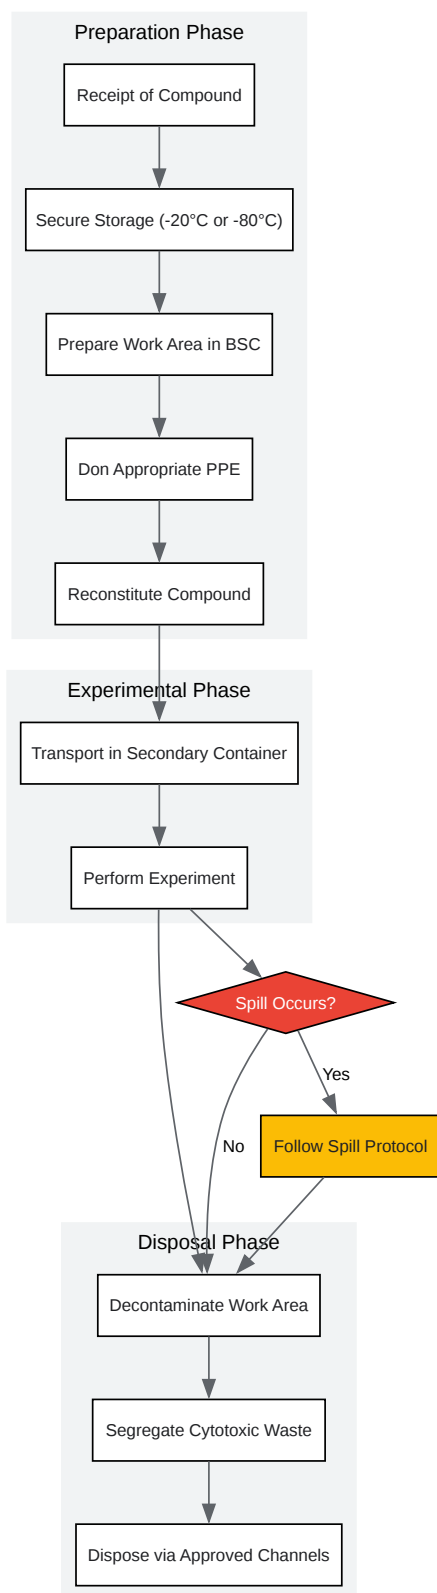 Preparation Phase
Receipt of Compound
Secure Storage (-20°C or -80°C)
Prepare Work Area in BSC
Don Appropriate PPE
Reconstitute Compound
Experimental Phase
Transport in Secondary Container
Perform Experiment
Spill Occurs?
Yes
No
Follow Spill Protocol
Disposal Phase
Decontaminate Work Area
Segregate Cytotoxic Waste
Dispose via Approved Channels